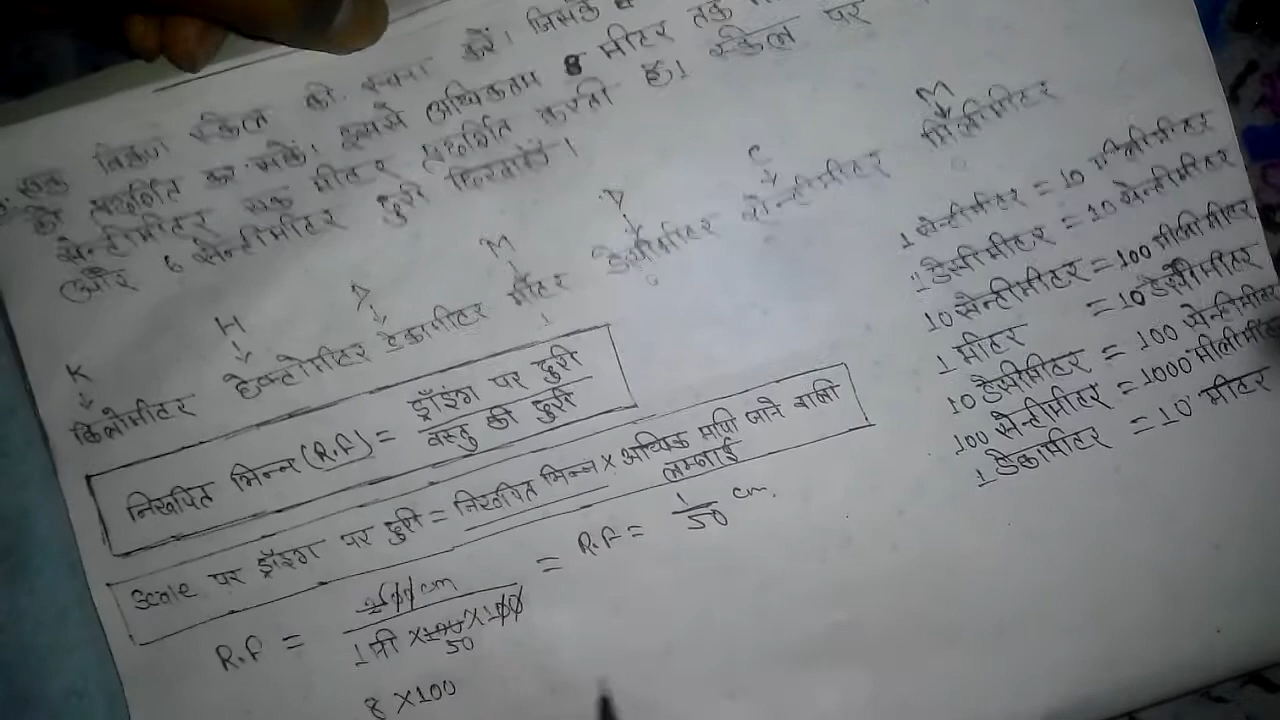 एक विकर्ण स्केल की रचना करें। जिसके
को प्रदर्शित कर सकें। इसमें अधिकतम 8 मीटर तक
सेन्टीमीटर एक मीटर प्रदर्शित करती है। स्केल पर
और 6 सेन्टीमीटर दुरी दिखायें।
K H D M D C M
किलोमीटर हेक्टोमीटर डेकामीटर मीटर डेसीमीटर सेन्टीमीटर मिलीमीटर
1
निरूपित भिन्न (R.F) = ड्रॉइंग पर दुरी
वस्तु की दुरी
Scale पर ड्रॉइंग पर दुरी = निरूपित भिन्न × अधिक मापी जाने वाली
लम्बाई
R.F = cm = R.F = 1/50 cm.
1 मी × 100 × 100
50
8 × 100
1 सेन्टीमीटर = 10 मिलीमीटर
1 डेसीमीटर = 10 सेन्टीमीटर
10 सेन्टीमीटर = 100 मिलीमीटर
1 मीटर = 10 डेसीमीटर
10 डेसीमीटर = 100 सेन्टीमीटर
100 सेन्टीमीटर = 1000 मीलीमीटर
1 डेकामीटर = 10 मीटर